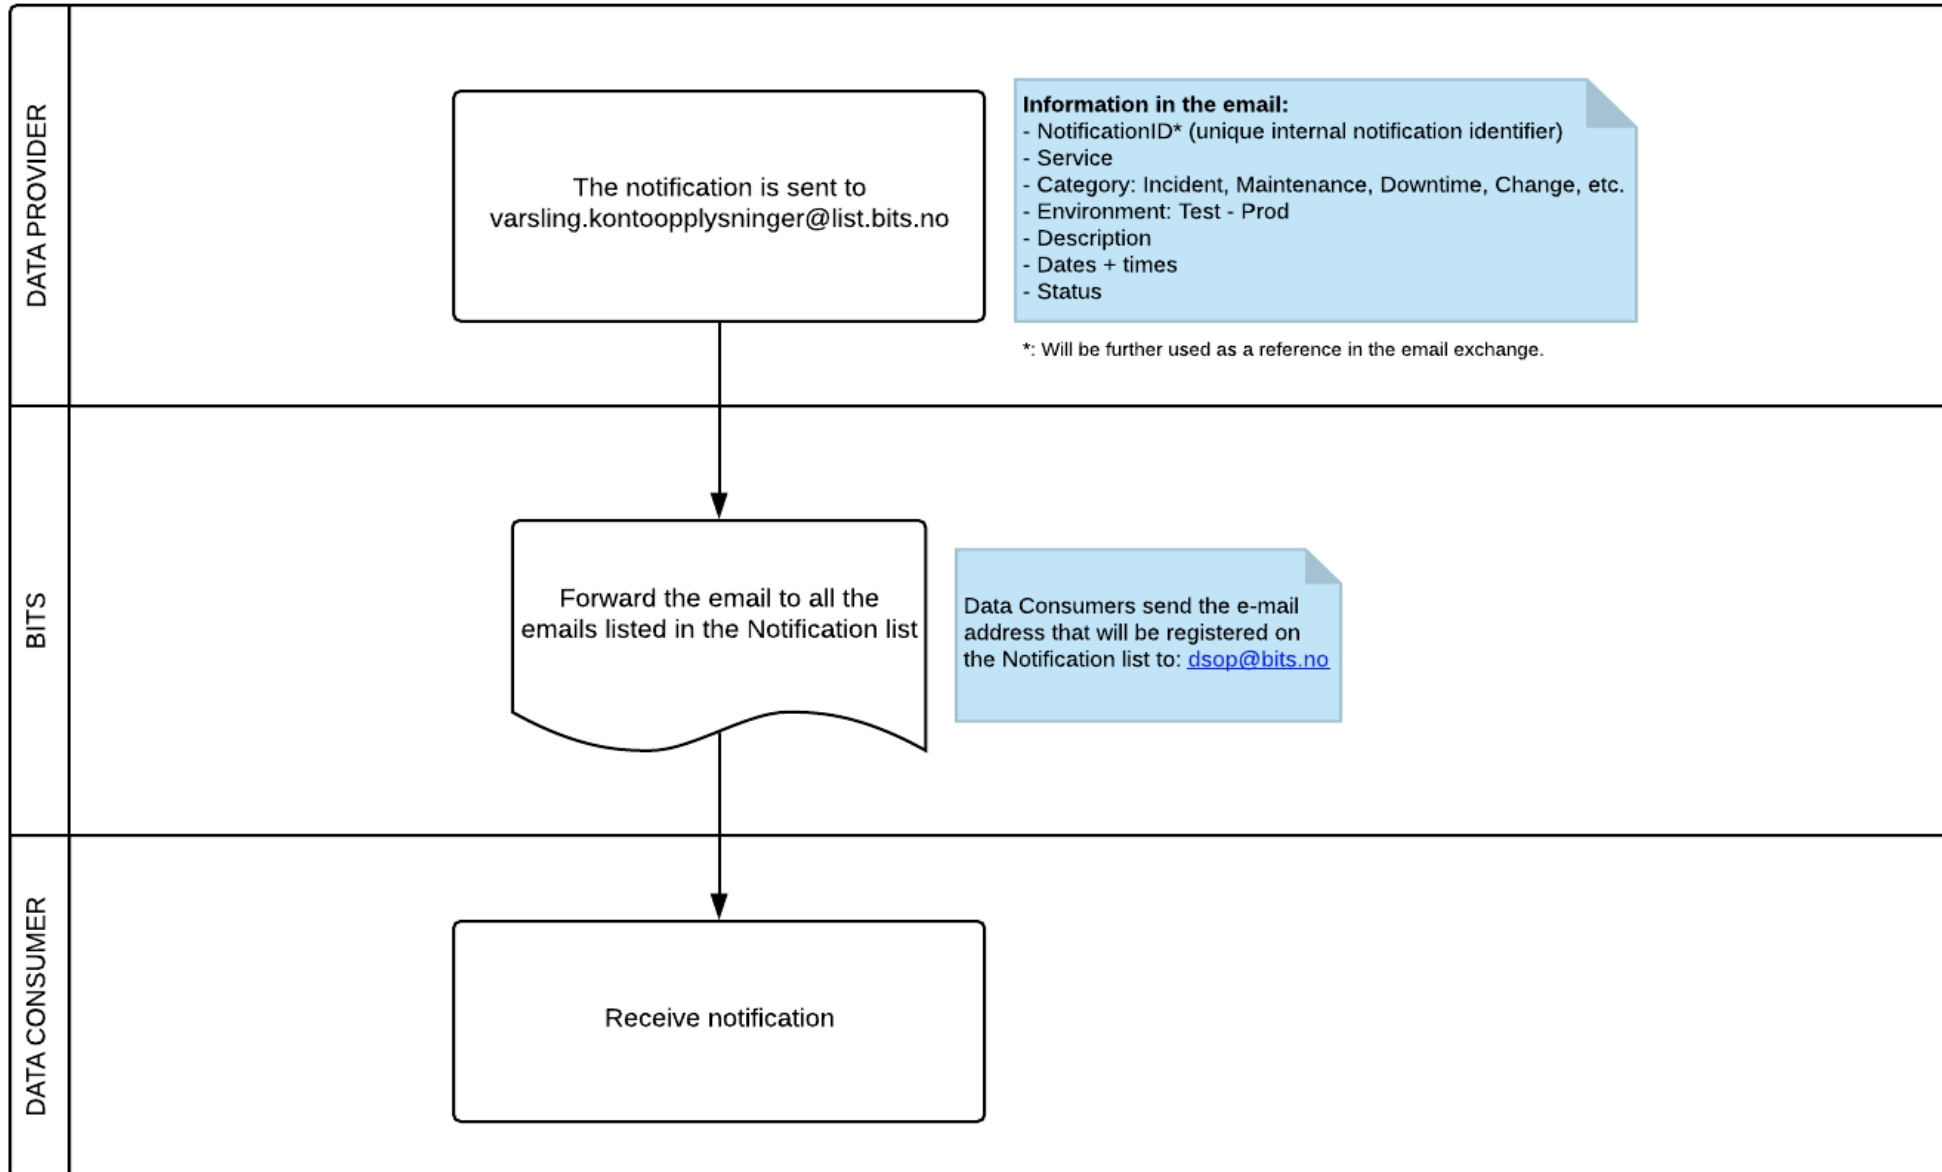 DATA PROVIDER
The notification is sent to
varsling.kontoopplysninger@list.bits.no
Information in the email:
- NotificationID* (unique internal notification identifier)
- Service
- Category: Incident, Maintenance, Downtime, Change, etc.
- Environment: Test - Prod
- Description
- Dates + times
- Status
*: Will be further used as a reference in the email exchange.
BITS
Forward the email to all the
emails listed in the Notification list
Data Consumers send the e-mail
address that will be registered on
the Notification list to: dsop@bits.no
DATA CONSUMER
Receive notification